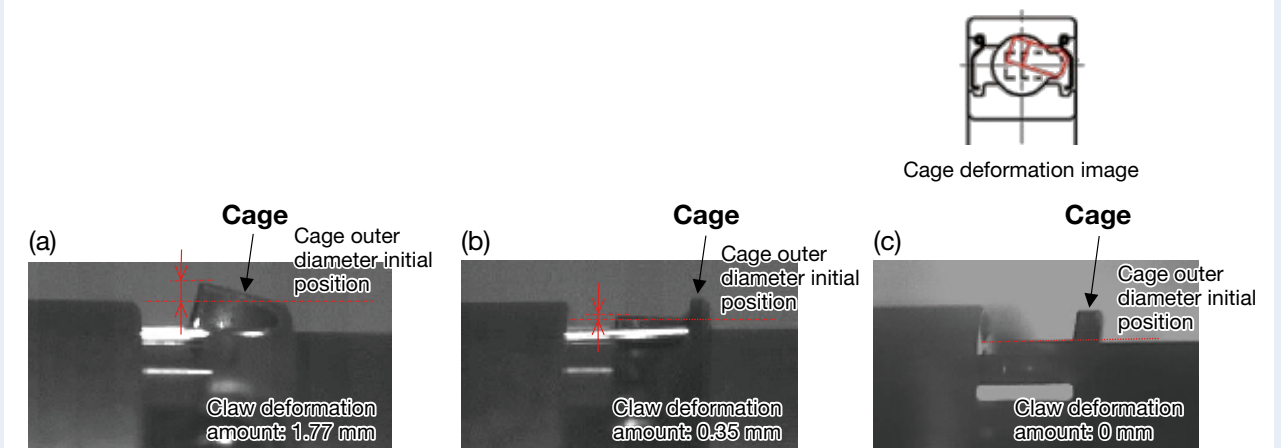 Cage deformation image
(a)
Cage
Cage outer
diameter initial
position
Claw deformation
amount: 1.77 mm
(b)
Cage
Cage outer
diameter initial
position
Claw deformation
amount: 0.35 mm
(c)
Cage
Cage outer
diameter initial
position
Claw deformation
amount: 0 mm